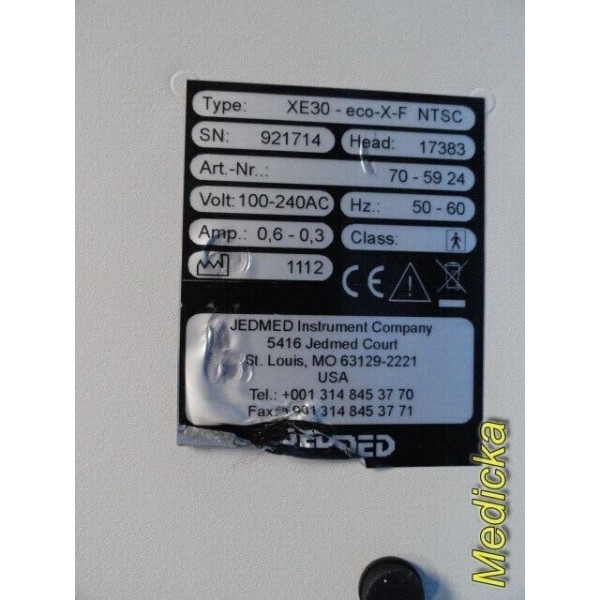 Type: XE30 - eco-X-F NTSC
SN: 921714 Head: 17383
Art.-Nr..: 70 - 59 24
Volt: 100-240AC Hz.: 50 - 60
Amp.: 0,6 - 0,3 Class:
1112 CE
JEDMED Instrument Company
5416 Jedmed Court
St. Louis, MO 63129-2221
USA
Tel.: +001 314 845 37 70
Fax: +001 314 845 37 71
JEDMED
Medicka